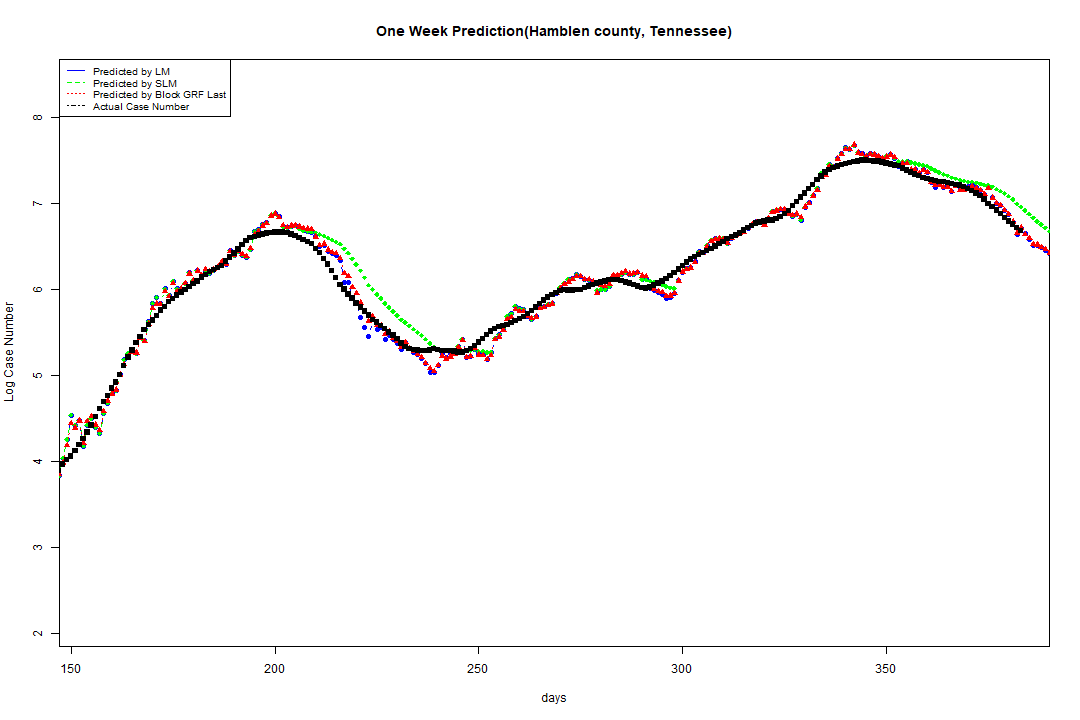 One Week Prediction(Hamblen county, Tennessee)
Predicted by LM
Predicted by SLM
Predicted by Block GRF Last
Actual Case Number
8
7
6
5
4
3
2
Log Case Number
150 200 250 300 350
days